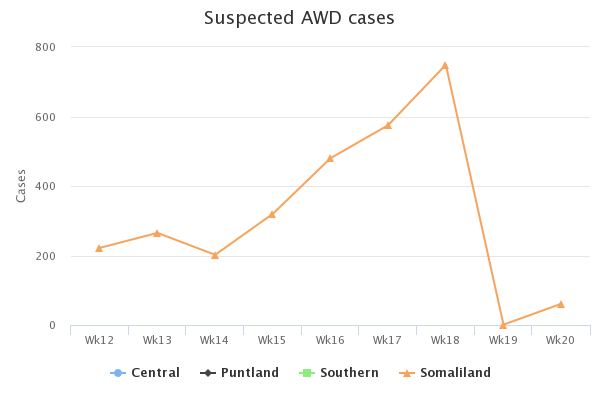 Suspected AWD cases
800
600
400
200
0
Cases
Wk12 Wk13 Wk14 Wk15 Wk16 Wk17 Wk18 Wk19 Wk20
Central Puntland Southern Somaliland